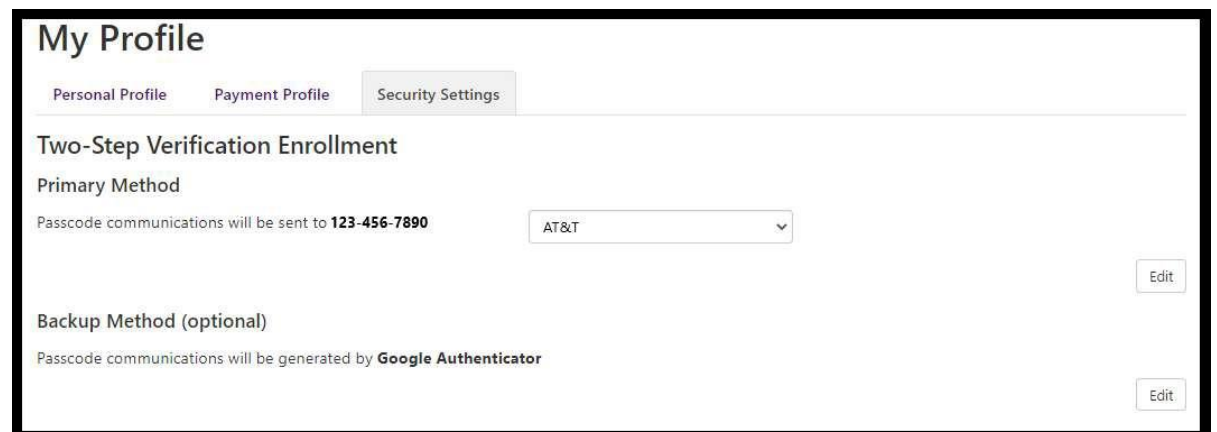 My Profile
Personal Profile Payment Profile Security Settings
Two-Step Verification Enrollment
Primary Method
Passcode communications will be sent to 123-456-7890 AT&T
Edit
Backup Method (optional)
Passcode communications will be generated by Google Authenticator
Edit